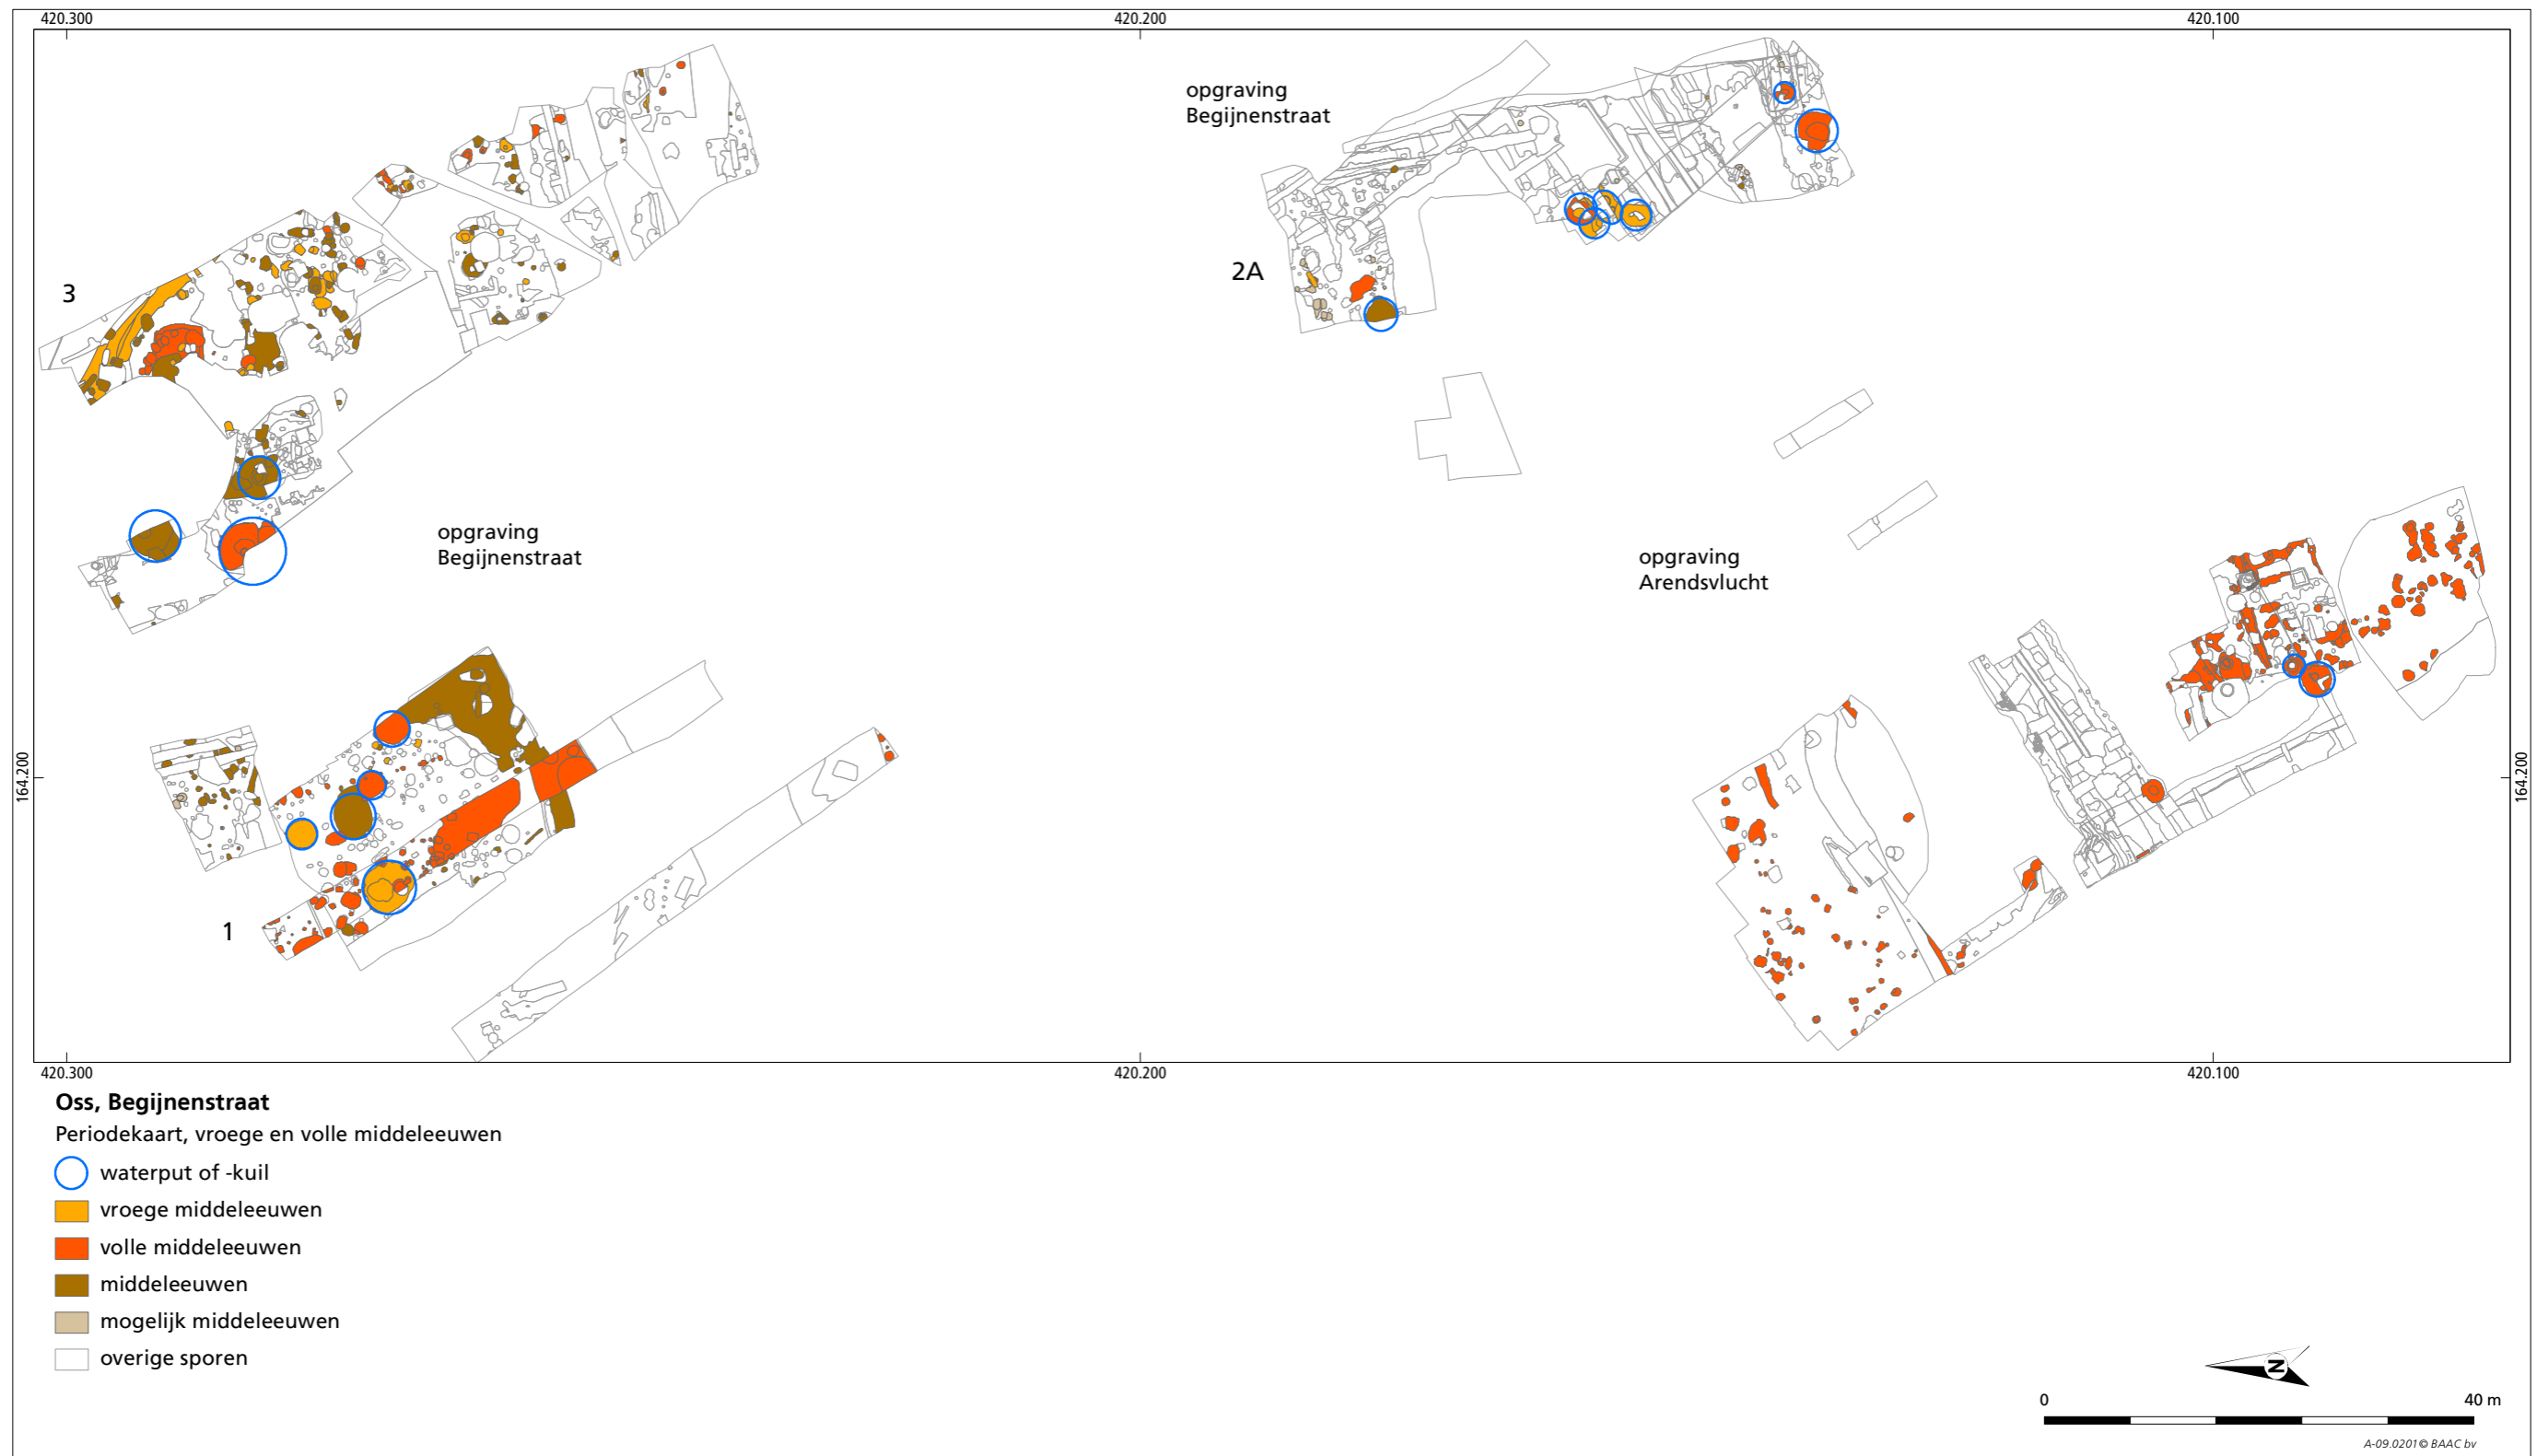 420.300
420.200
420.100
opgraving
Begijnenstraat
2A
3
opgraving
Begijnenstraat
opgraving
Arendsvlucht
164.200
164.200
1
420.300
420.200
420.100
Oss, Begijnenstraat
Periodekaart, vroege en volle middeleeuwen
waterput of -kuil
vroege middeleeuwen
volle middeleeuwen
middeleeuwen
mogelijk middeleeuwen
overige sporen
N
0
40 m
A-09.0201© BAAC bv